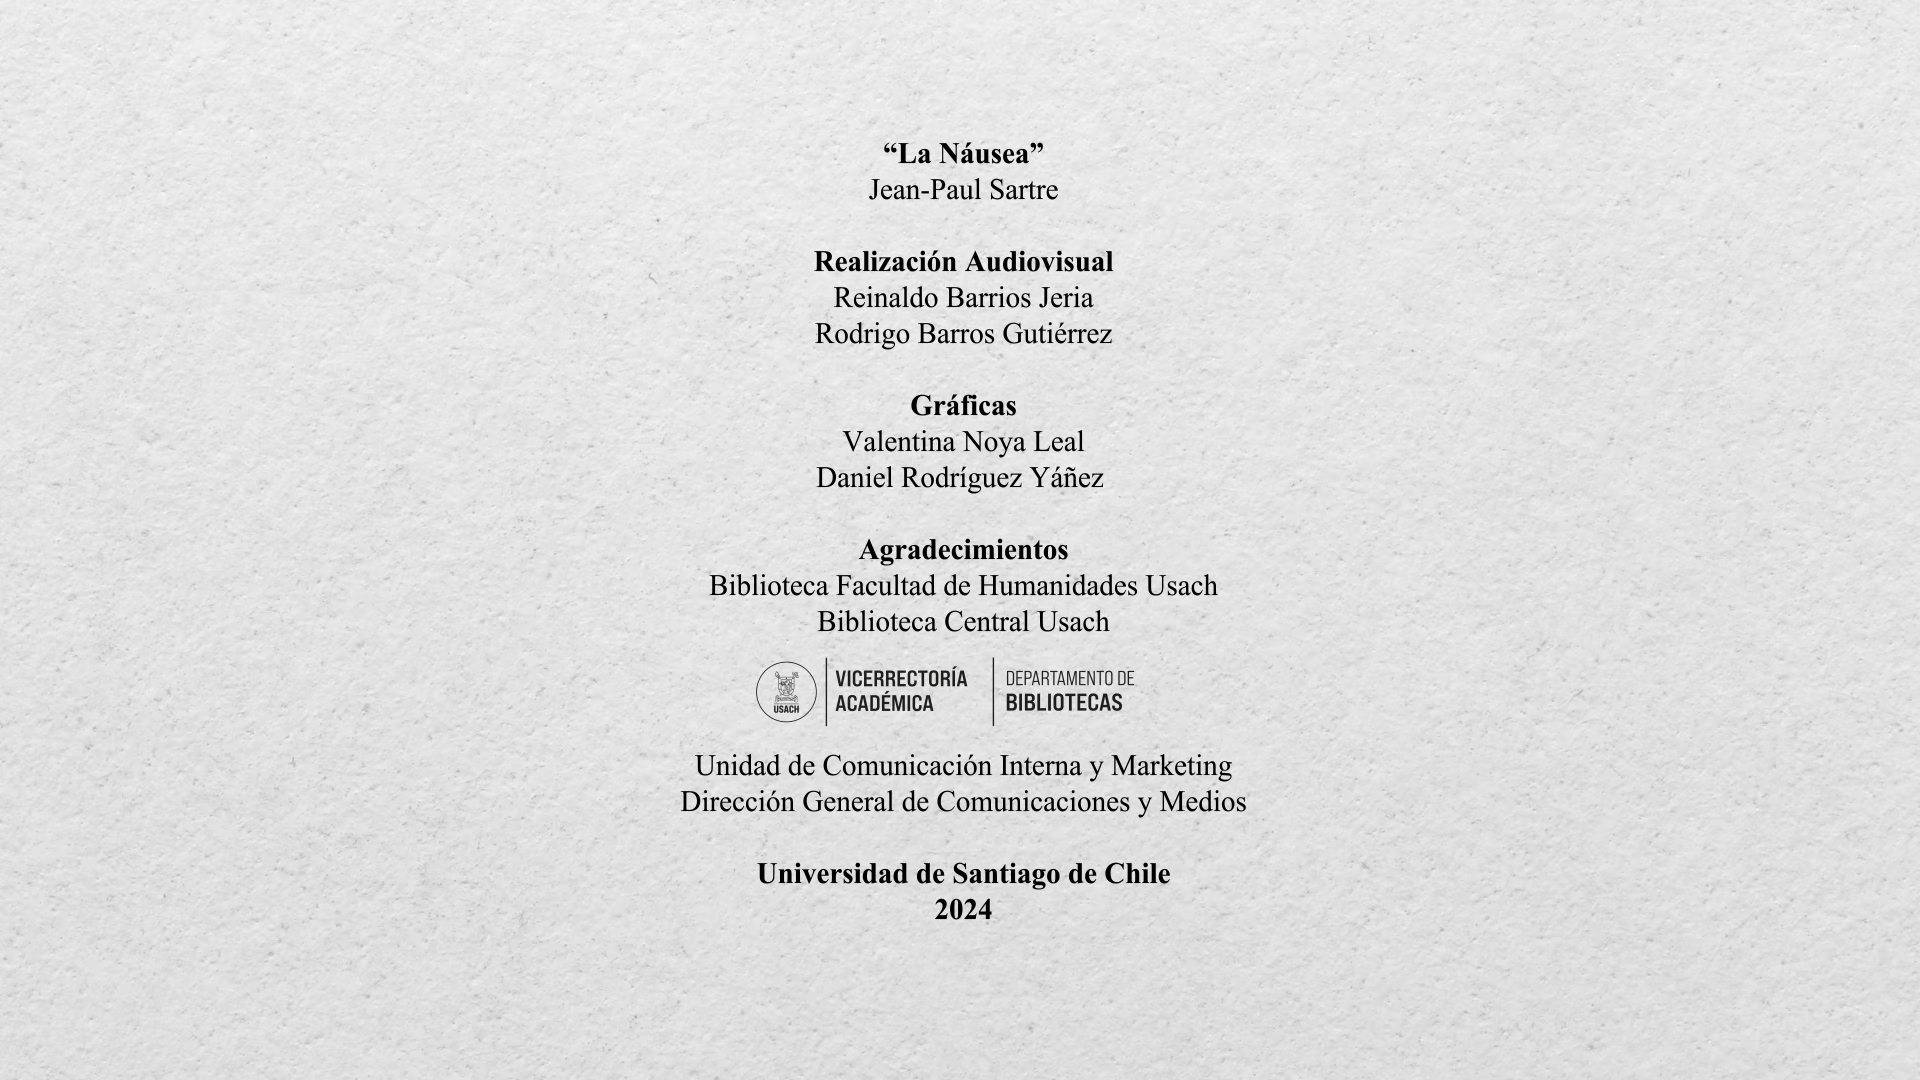 “La Náusea”
Jean-Paul Sartre
Realización Audiovisual
Reinaldo Barrios Jeria
Rodrigo Barros Gutiérrez
Gráficas
Valentina Noya Leal
Daniel Rodríguez Yáñez
Agradecimientos
Biblioteca Facultad de Humanidades Usach
Biblioteca Central Usach
USACH
VICERRECTORÍA
ACADÉMICA
DEPARTAMENTO DE
BIBLIOTECAS
Unidad de Comunicación Interna y Marketing
Dirección General de Comunicaciones y Medios
Universidad de Santiago de Chile
2024